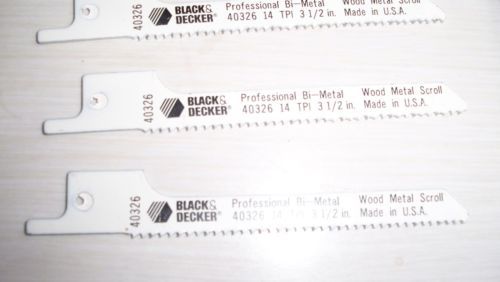 40326 BLACK& Professional Bi-Metal Wood Metal Scroll
DECKER 40326 14 TPI 3 1/2 in. Made in U.S.A.
40326 BLACK& Professional Bi-Metal Wood Metal Scroll
DECKER® 40326 14 TPI 3 1/2 in. Made in U.S.A.
40326 BLACK& Professional Bi-Metal Wood Metal Scroll
DECKER® 40326 14 TPI 3 1/2 in. Made in U.S.A.